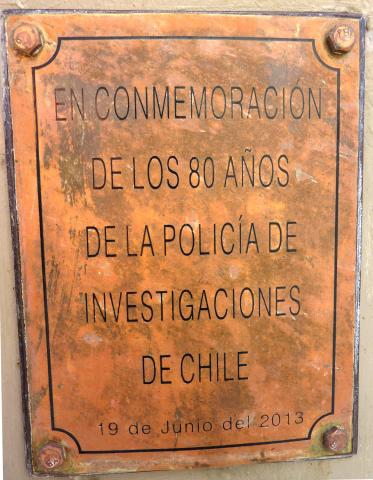 EN CONMEMORACIÓN
DE LOS 80 AÑOS
DE LA POLICÍA DE
INVESTIGACIONES
DE CHILE
19 de Junio del 2013